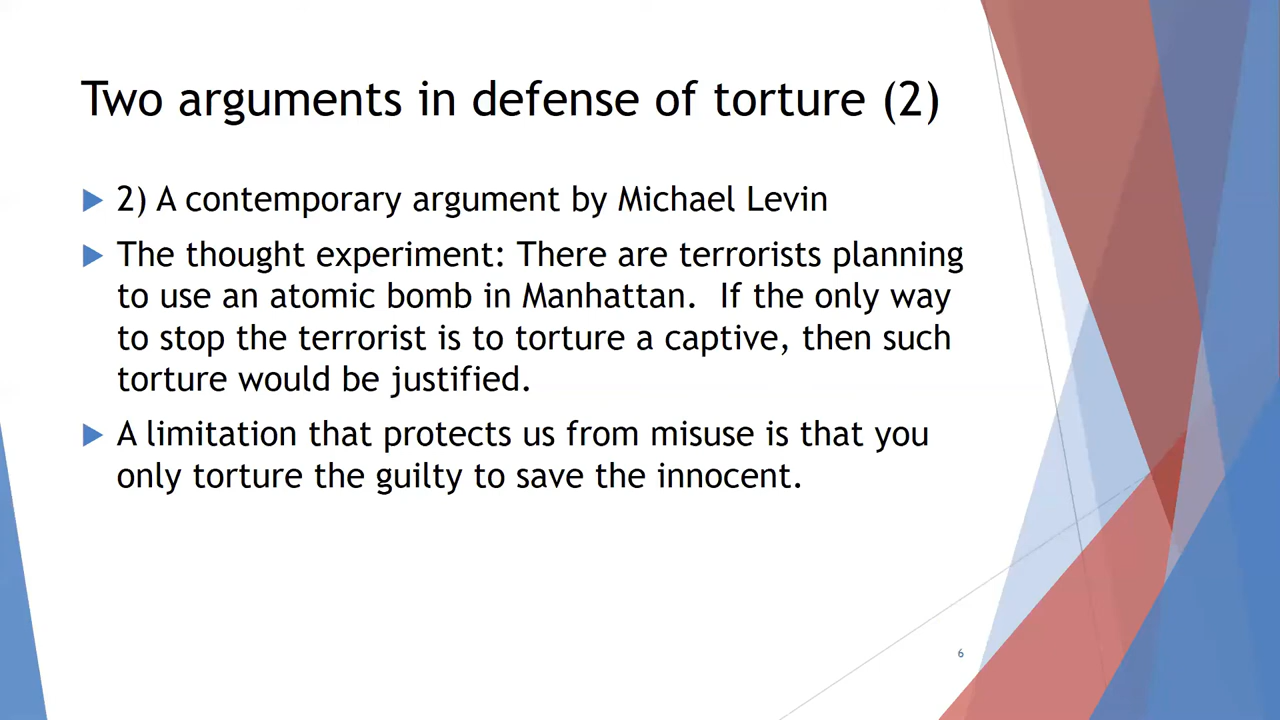 Two arguments in defense of torture (2)
2) A contemporary argument by Michael Levin
The thought experiment: There are terrorists planning
to use an atomic bomb in Manhattan.  If the only way
to stop the terrorist is to torture a captive, then such
torture would be justified.
A limitation that protects us from misuse is that you
only torture the guilty to save the innocent.
6